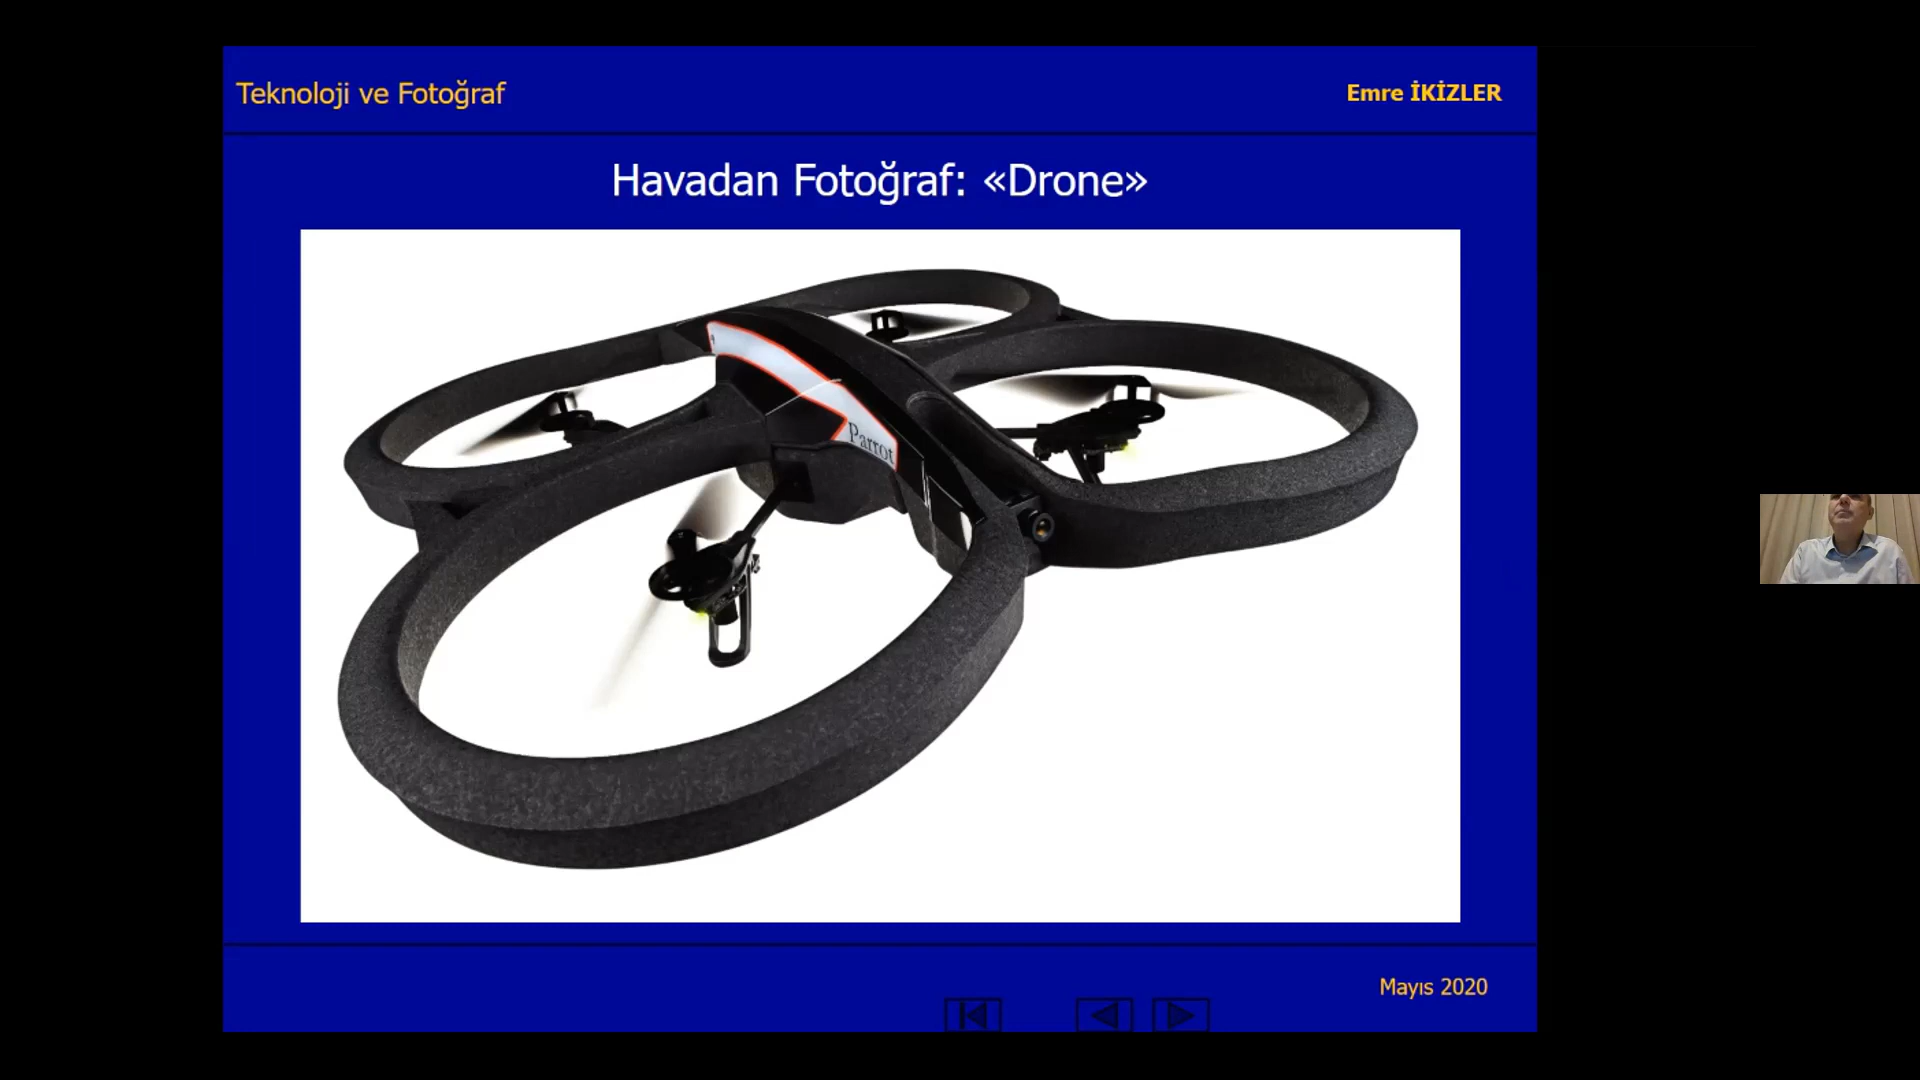 Teknoloji ve Fotoğraf
Emre İKİZLER
Havadan Fotoğraf: «Drone»
Parrot
Mayıs 2020